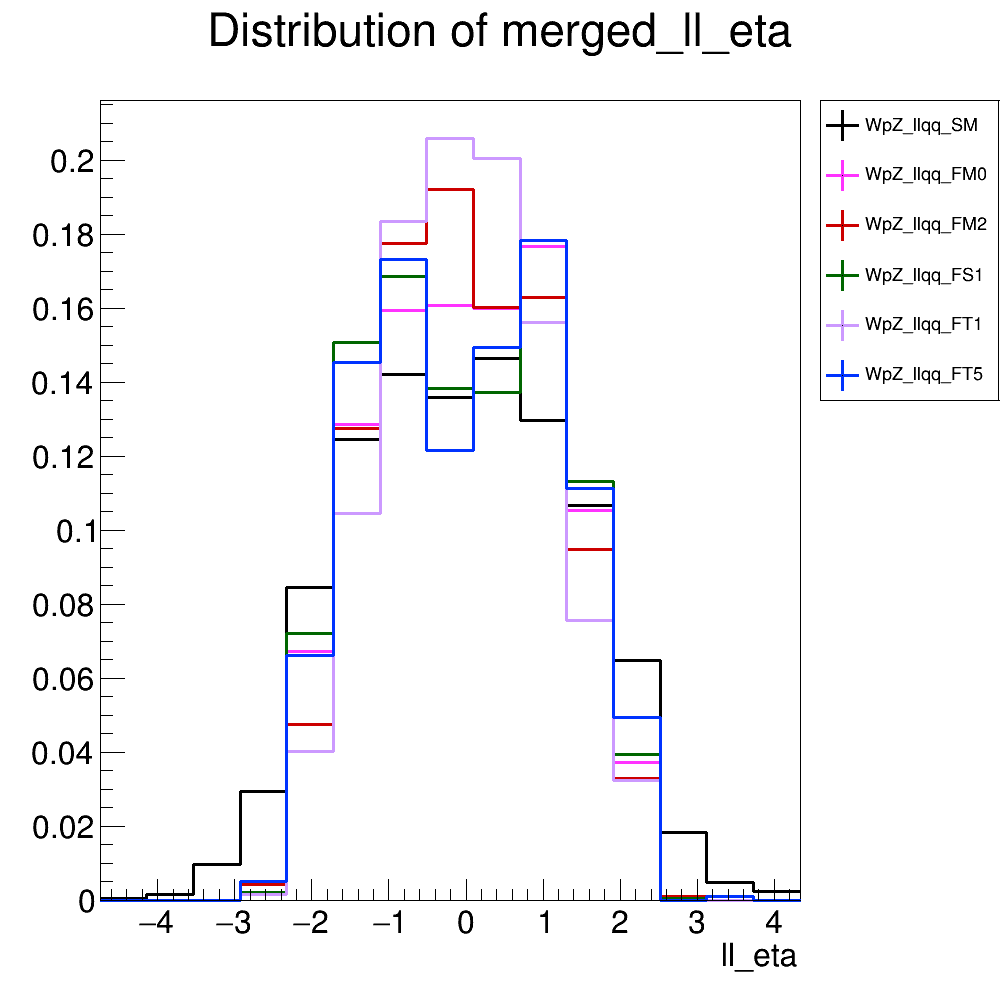 Distribution of merged_ll_eta
WpZ_llqq_SM
WpZ_llqq_FM0
WpZ_llqq_FM2
WpZ_llqq_FS1
WpZ_llqq_FT1
WpZ_llqq_FT5
0.2
0.18
0.16
0.14
0.12
0.1
0.08
0.06
0.04
0.02
0
−4 −3 −2 −1 0 1 2 3 4
ll_eta